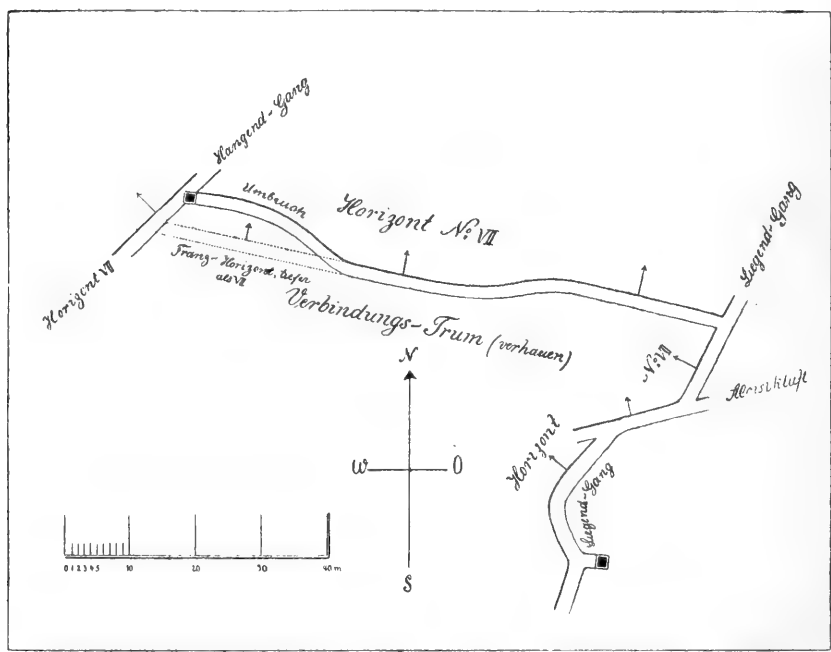 Hangend-Gang
Umbruch
Horizont Nº VII
Liegend-Gang
Horizont VII
Franz-Horizont, tiefer
als VII
Verbindungs-Trum (verhauen)
N
Nº VII
Horizont
W
O
Liegend-Gang
S
0 1 2 3 4 5 10 20 30 40 m